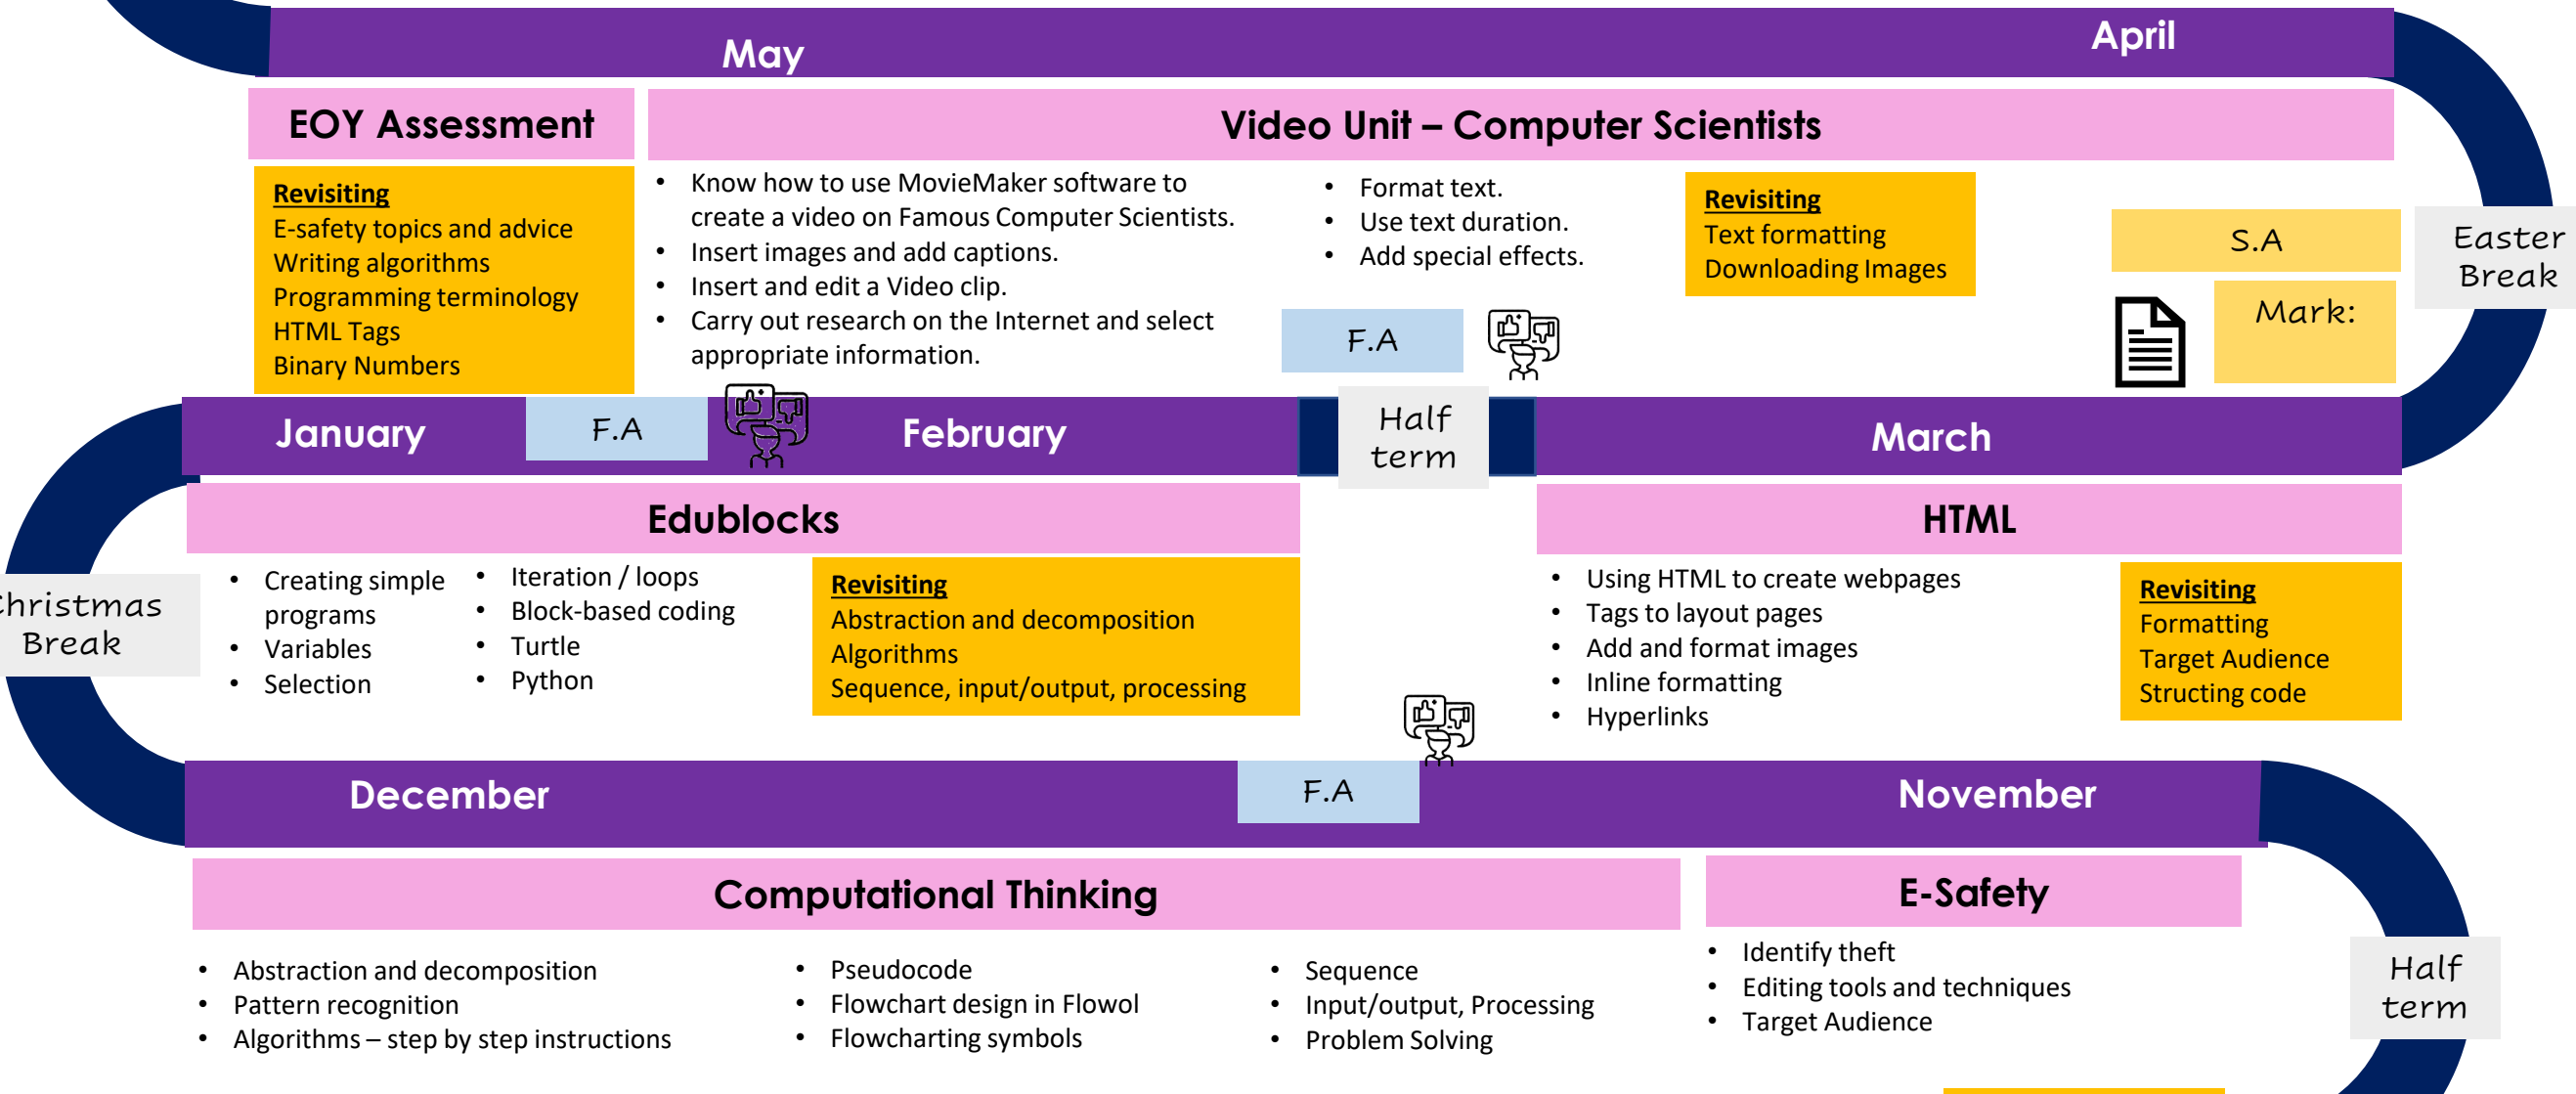 May
April
EOY Assessment
Video Unit – Computer Scientists
Revisiting
E-safety topics and advice
Writing algorithms
Programming terminology
HTML Tags
Binary Numbers
• Know how to use MovieMaker software to
create a video on Famous Computer Scientists.
• Insert images and add captions.
• Insert and edit a Video clip.
• Carry out research on the Internet and select
appropriate information.
• Format text.
• Use text duration.
• Add special effects.
F.A
Revisiting
Text formatting
Downloading Images
S.A
Mark:
Easter
Break
January
F.A
February
Half
term
March
Edublocks
HTML
Christmas
Break
• Creating simple
programs
• Variables
• Selection
• Iteration / loops
• Block-based coding
• Turtle
• Python
Revisiting
Abstraction and decomposition
Algorithms
Sequence, input/output, processing
• Using HTML to create webpages
• Tags to layout pages
• Add and format images
• Inline formatting
• Hyperlinks
Revisiting
Formatting
Target Audience
Structing code
December
F.A
November
Computational Thinking
E-Safety
• Abstraction and decomposition
• Pattern recognition
• Algorithms – step by step instructions
• Pseudocode
• Flowchart design in Flowol
• Flowcharting symbols
• Sequence
• Input/output, Processing
• Problem Solving
• Identify theft
• Editing tools and techniques
• Target Audience
Half
term